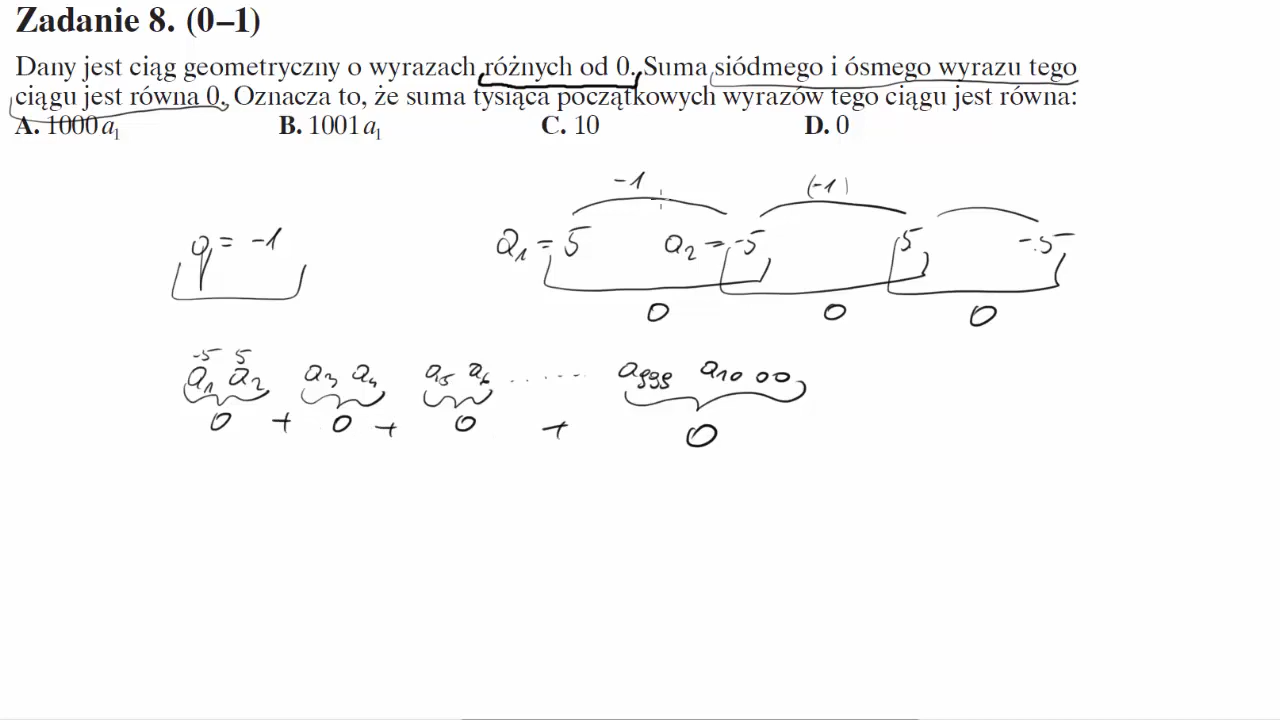 Zadanie 8. (0–1)
Dany jest ciąg geometryczny o wyrazach różnych od 0. Suma siódmego i ósmego wyrazu tego
ciągu jest równa 0. Oznacza to, że suma tysiąca początkowych wyrazów tego ciągu jest równa:
A. 1000a₁ B. 1001a₁ C. 10 D. 0
-1 (-1)
q = -1 a₁ = 5 a₂ = -5 5 -5
0 0 0
-5 5
a₁ a₂ a₃ a₄ a₅ a₆ ........ a₉₉₉ a₁₀₀₀
0 + 0 + 0 + 0